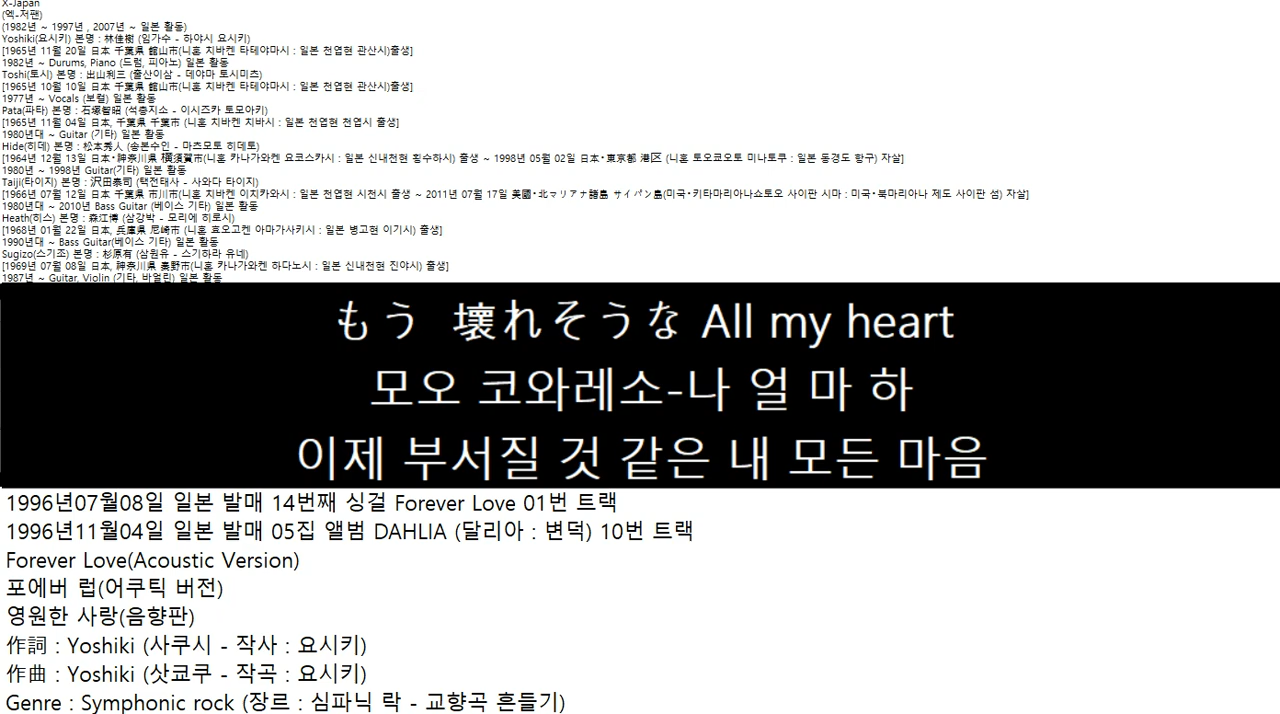 X-Japan
(엑-저팬)
(1982년 ~ 1997년 , 2007년 ~ 일본 활동)
Yoshiki(요시키) 본명 : 林佳樹 (임가수 - 하야시 요시키)
[1965년 11월 20일 日本 千葉県 館山市(니혼 치바켄 타테야마시 : 일본 천엽현 관산시)출생]
1982년 ~ Durums, Piano (드럼, 피아노) 일본 활동
Toshi(토시) 본명 : 出山利三 (출산이삼 - 데야마 토시미츠)
[1965년 10월 10일 日本 千葉県 館山市(니혼 치바켄 타테야마시 : 일본 천엽현 관산시)출생]
1977년 ~ Vocals (보컬) 일본 활동
Pata(파타) 본명 : 石塚智昭 (석총지소 - 이시즈카 토모아키)
[1965년 11월 04일 日本, 千葉県 千葉市 (니혼 치바켄 치바시 : 일본 천엽현 천엽시 출생]
1980년대 ~ Guitar (기타) 일본 활동
Hide(히데) 본명 : 松本秀人 (송본수인 - 마츠모토 히데토)
[1964년 12월 13일 日本・神奈川県 横須賀市(니혼 카나가와켄 요코스카시 : 일본 신내천현 횡수하시) 출생 ~ 1998년 05월 02일 日本・東京都 港区 (니혼 토오쿄오토 미나토쿠 : 일본 동경도 항구) 자살]
1980년 ~ 1998년 Guitar(기타) 일본 활동
Taiji(타이지) 본명 : 沢田泰司 (택전태사 - 사와다 타이지)
[1966년 07월 12일 日本 千葉県 市川市(니혼 치바켄 이치카와시 : 일본 천엽현 시천시 출생 ~ 2011년 07월 17일 美國・北マリアナ諸島 サイパン島(미국・키타마리아나쇼토오 사이판 시마 : 미국・북마리아나 제도 사이판 섬) 자살]
1980년대 ~ 2010년 Bass Guitar (베이스 기타) 일본 활동
Heath(히스) 본명 : 森江博 (삼강박 - 모리에 히로시)
[1968년 01월 22일 日本, 兵庫県 尼崎市 (니혼 효오고켄 아마가사키시 : 일본 병고현 이기시) 출생]
1990년대 ~ Bass Guitar(베이스 기타) 일본 활동
Sugizo(스기조) 본명 : 杉原有 (삼원유 - 스기하라 유네)
[1969년 07월 08일 日本, 神奈川県 秦野市(니혼 카나가와켄 하다노시 : 일본 신내천현 진야시) 출생]
1987년 ~ Guitar, Violin (기타, 바얼린) 일본 활동
もう 壊れそうな All my heart
모오 코와레소-나 얼 마 하
이제 부서질 것 같은 내 모든 마음
1996년07월08일 일본 발매 14번째 싱걸 Forever Love 01번 트랙
1996년11월04일 일본 발매 05집 앨범 DAHLIA (달리아 : 변덕) 10번 트랙
Forever Love(Acoustic Version)
포에버 럽(어쿠틱 버전)
영원한 사랑(음향판)
作詞 : Yoshiki (사쿠시 - 작사 : 요시키)
作曲 : Yoshiki (삿쿄쿠 - 작곡 : 요시키)
Genre : Symphonic rock (장르 : 심파닉 락 - 교향곡 흔들기)